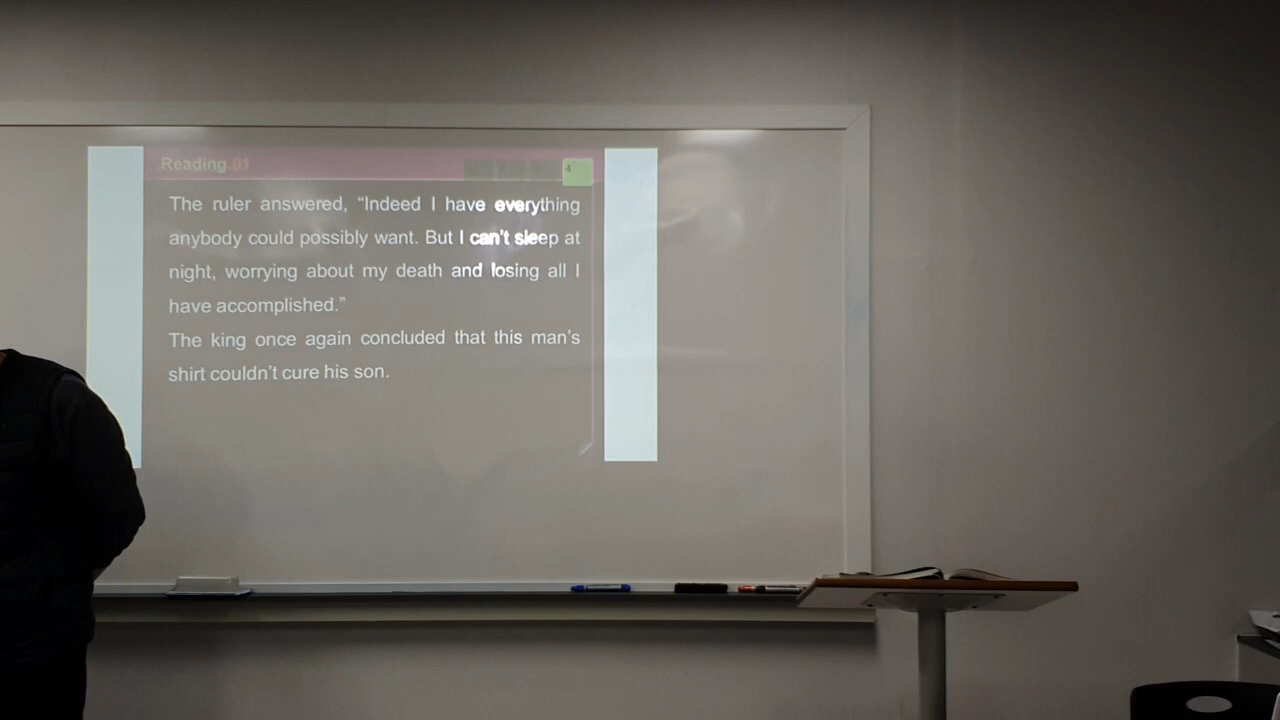 Reading 01
4
The ruler answered, “Indeed I have everything
anybody could possibly want. But I can't sleep at
night, worrying about my death and losing all I
have accomplished.”
The king once again concluded that this man’s
shirt couldn’t cure his son.